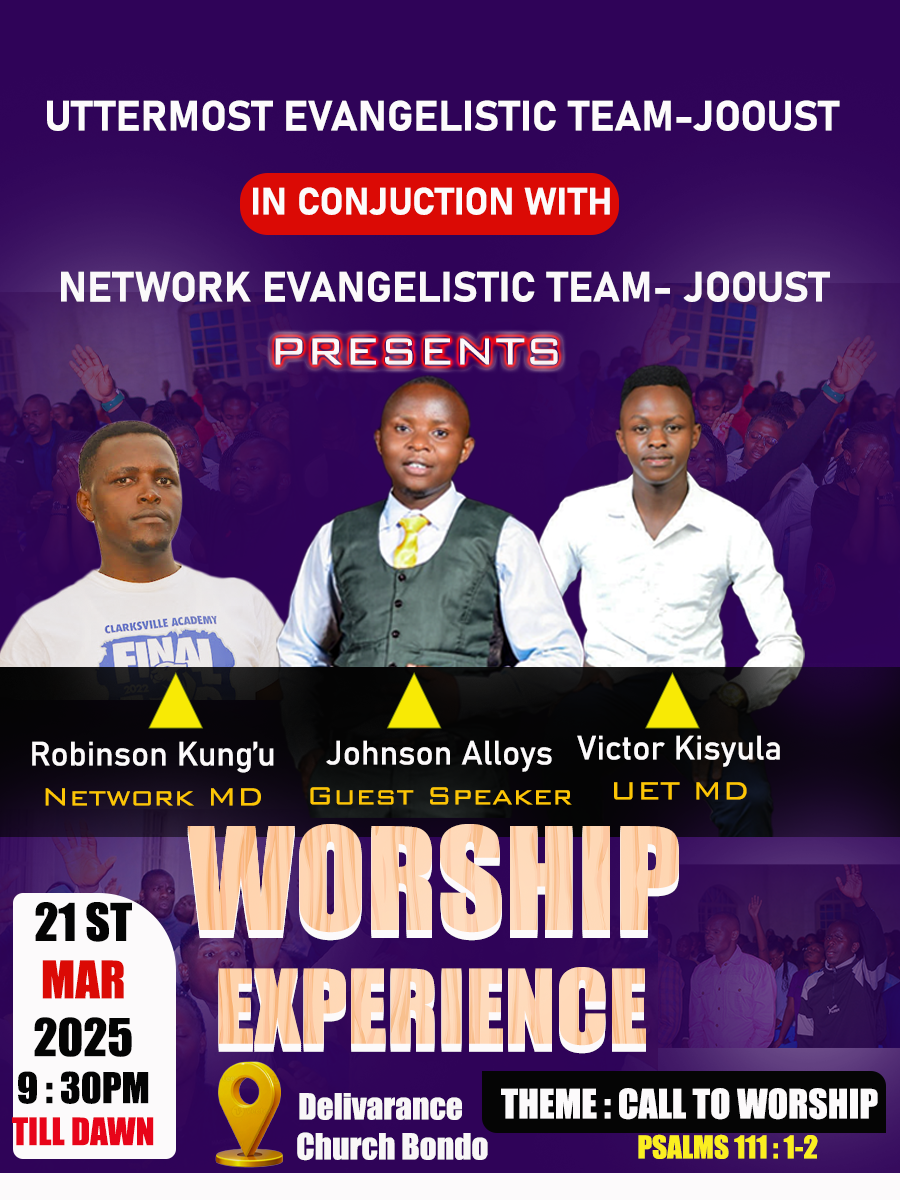 UTTERMOST EVANGELISTIC TEAM-JOOUST
IN CONJUCTION WITH
NETWORK EVANGELISTIC TEAM- JOOUST
PRESENTS
CLARKSVILLE ACADEMY
FINAL
2022
Robinson Kung'u
Network MD
Johnson Alloys
Guest Speaker
Victor Kisyula
UET MD
WORSHIP
EXPERIENCE
21 ST
MAR
2025
9 : 30PM
TILL DAWN
Delivarance
Church Bondo
THEME : CALL TO WORSHIP
PSALMS 111 : 1-2